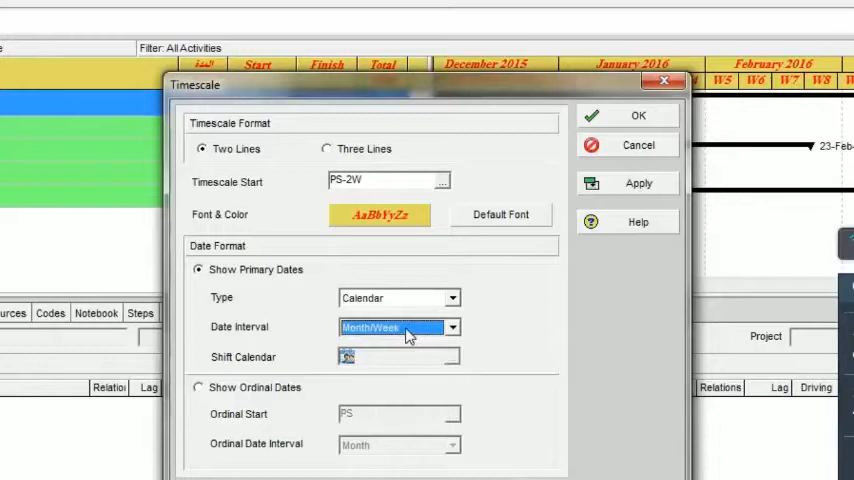 Filter: All Activities
المدة Start Finish Total December 2015 January 2016 February 2016
W5 W6 W7 W8
Timescale
Timescale Format
OK
Two Lines Three Lines
Cancel
23-Feb-
Timescale Start PS-2W ...
Apply
Font & Color AaBbYyZz Default Font
Help
Date Format
Show Primary Dates
Type Calendar
Date Interval Month/Week
Codes Notebook Steps
Project
Shift Calendar
Show Ordinal Dates
Relations Lag Driving
Lag
Ordinal Start PS
Ordinal Date Interval Month